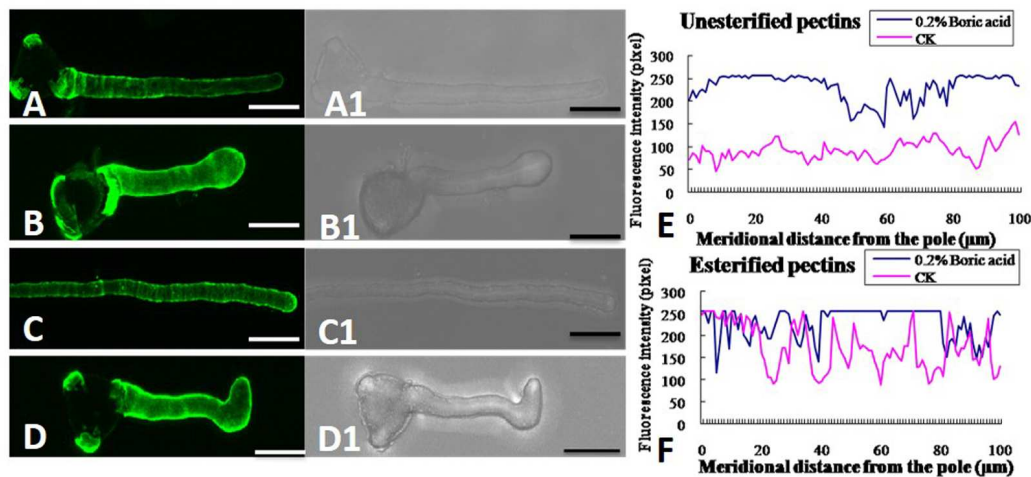 A
A1
B
B1
C
C1
D
D1
Unesterified pectins
0.2% Boric acid
CK
Fluorescence intensity (pixel)
300
250
200
150
100
50
0
0 20 40 60 80 100
Meridional distance from the pole (μm)
E
Esterified pectins
0.2% Boric acid
CK
Fluorescence intensity (pixel)
300
250
200
150
100
50
0
0 20 40 60 80 100
Meridional distance from the pole (μm)
F